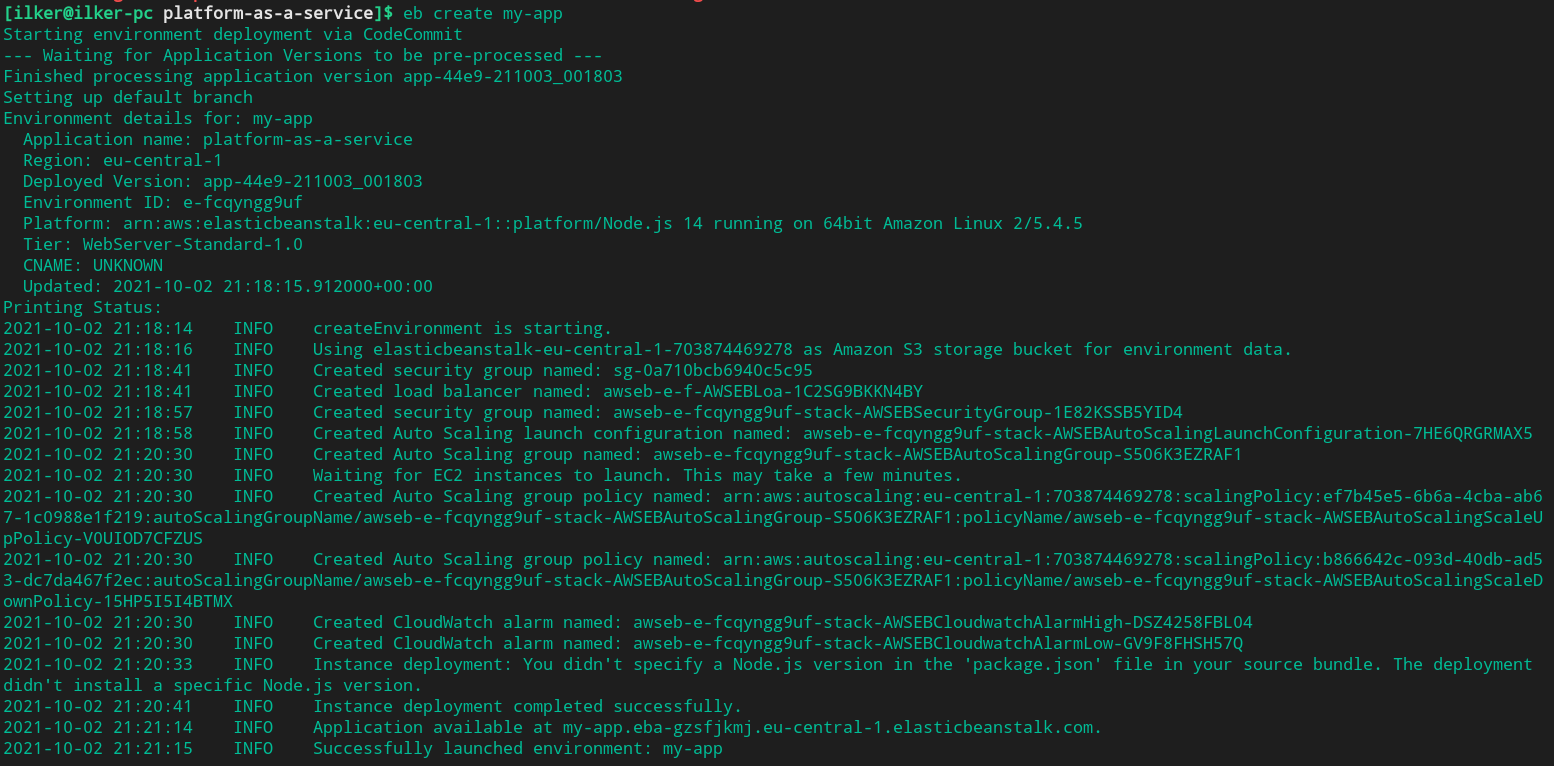 [ilker@ilker-pc platform-as-a-service]$ eb create my-app
Starting environment deployment via CodeCommit
--- Waiting for Application Versions to be pre-processed ---
Finished processing application version app-44e9-211003_001803
Setting up default branch
Environment details for: my-app
  Application name: platform-as-a-service
  Region: eu-central-1
  Deployed Version: app-44e9-211003_001803
  Environment ID: e-fcqyngg9uf
  Platform: arn:aws:elasticbeanstalk:eu-central-1::platform/Node.js 14 running on 64bit Amazon Linux 2/5.4.5
  Tier: WebServer-Standard-1.0
  CNAME: UNKNOWN
  Updated: 2021-10-02 21:18:15.912000+00:00
Printing Status:
2021-10-02 21:18:14    INFO    createEnvironment is starting.
2021-10-02 21:18:16    INFO    Using elasticbeanstalk-eu-central-1-703874469278 as Amazon S3 storage bucket for environment data.
2021-10-02 21:18:41    INFO    Created security group named: sg-0a710bcb6940c5c95
2021-10-02 21:18:41    INFO    Created load balancer named: awseb-e-f-AWSEBLoa-1C2SG9BKKN4BY
2021-10-02 21:18:57    INFO    Created security group named: awseb-e-fcqyngg9uf-stack-AWSEBSecurityGroup-1E82KSSB5YID4
2021-10-02 21:18:58    INFO    Created Auto Scaling launch configuration named: awseb-e-fcqyngg9uf-stack-AWSEBAutoScalingLaunchConfiguration-7HE6QRGRMAX5
2021-10-02 21:20:30    INFO    Created Auto Scaling group named: awseb-e-fcqyngg9uf-stack-AWSEBAutoScalingGroup-S5O6K3EZRAF1
2021-10-02 21:20:30    INFO    Waiting for EC2 instances to launch. This may take a few minutes.
2021-10-02 21:20:30    INFO    Created Auto Scaling group policy named: arn:aws:autoscaling:eu-central-1:703874469278:scalingPolicy:ef7b45e5-6b6a-4cba-ab6
7-1c0988e1f219:autoScalingGroupName/awseb-e-fcqyngg9uf-stack-AWSEBAutoScalingGroup-S5O6K3EZRAF1:policyName/awseb-e-fcqyngg9uf-stack-AWSEBAutoScalingScaleU
pPolicy-VOUIOD7CFZUS
2021-10-02 21:20:30    INFO    Created Auto Scaling group policy named: arn:aws:autoscaling:eu-central-1:703874469278:scalingPolicy:b866642c-093d-40db-ad5
3-dc7da467f2ec:autoScalingGroupName/awseb-e-fcqyngg9uf-stack-AWSEBAutoScalingGroup-S5O6K3EZRAF1:policyName/awseb-e-fcqyngg9uf-stack-AWSEBAutoScalingScaleD
ownPolicy-15HP5I5I4BTMX
2021-10-02 21:20:30    INFO    Created CloudWatch alarm named: awseb-e-fcqyngg9uf-stack-AWSEBCloudwatchAlarmHigh-DSZ4258FBL04
2021-10-02 21:20:30    INFO    Created CloudWatch alarm named: awseb-e-fcqyngg9uf-stack-AWSEBCloudwatchAlarmLow-GV9F8FHSH57Q
2021-10-02 21:20:33    INFO    Instance deployment: You didn't specify a Node.js version in the 'package.json' file in your source bundle. The deployment
didn't install a specific Node.js version.
2021-10-02 21:20:41    INFO    Instance deployment completed successfully.
2021-10-02 21:21:14    INFO    Application available at my-app.eba-gzsfjkmj.eu-central-1.elasticbeanstalk.com.
2021-10-02 21:21:15    INFO    Successfully launched environment: my-app